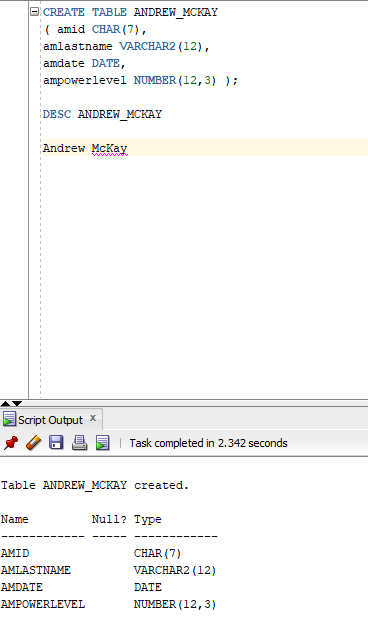 CREATE TABLE ANDREW_MCKAY
( amid CHAR(7),
amlastname VARCHAR2(12),
amdate DATE,
ampowerlevel NUMBER(12,3) );
DESC ANDREW_MCKAY
Andrew McKay
Script Output x
Task completed in 2.342 seconds
Table ANDREW_MCKAY created.
Name Null? Type
------------ ----- ------------
AMID CHAR(7)
AMLASTNAME VARCHAR2(12)
AMDATE DATE
AMPOWERLEVEL NUMBER(12,3)